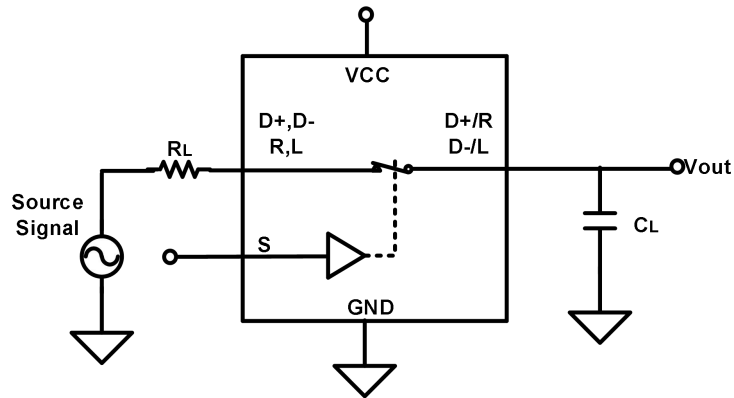 VCC
D+,D-
R,L
D+/R
D-/L
RL
Vout
Source
Signal
CL
S
GND